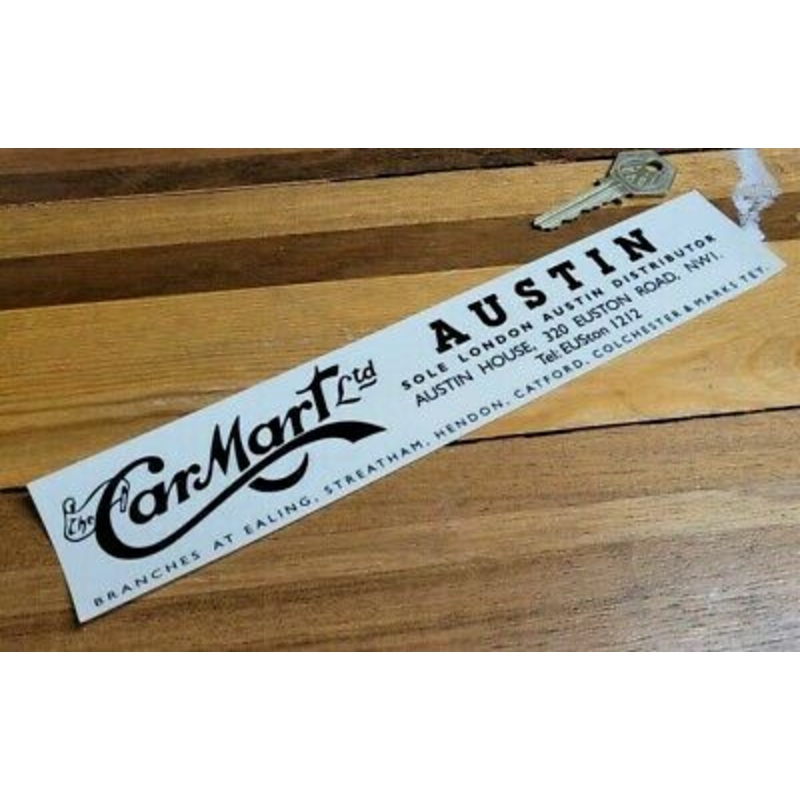 The Car Mart Ltd
AUSTIN
SOLE LONDON AUSTIN DISTRIBUTOR
AUSTIN HOUSE, 320 EUSTON ROAD, NW1.
Tel: EUSton 1212
BRANCHES AT EALING, STREATHAM, HENDON, CATFORD, COLCHESTER & MARKS TEY.